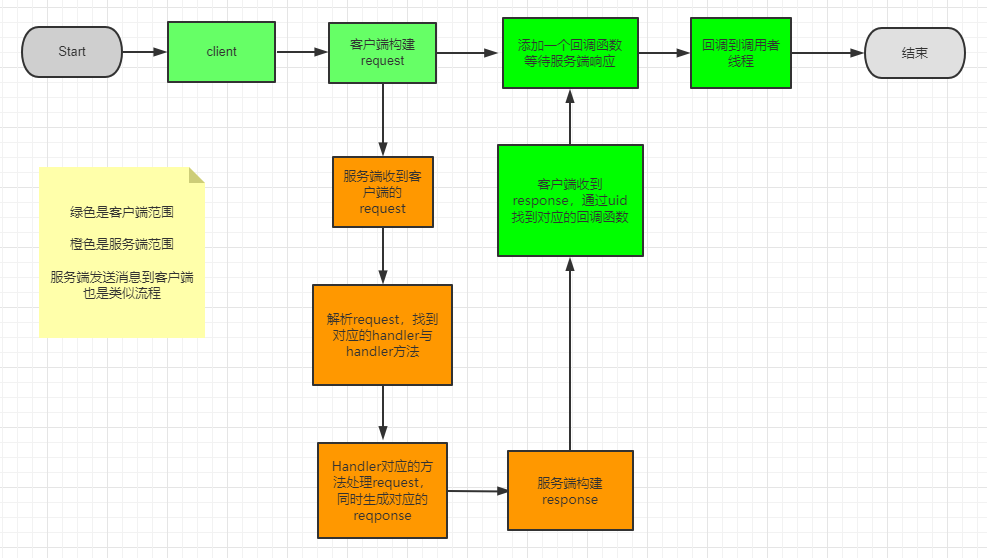 Start
client
客户端构建
request
添加一个回调函数
等待服务端响应
回调到调用者
线程
结束
服务端收到客
户端的
request
客户端收到
response，通过uid
找到对应的回调函数
绿色是客户端范围
橙色是服务端范围
服务端发送消息到客户端
也是类似流程
解析request，找到
对应的handler与
handler方法
Handler对应的方
法处理request，
同时生成对应的
reqponse
服务端构建
response